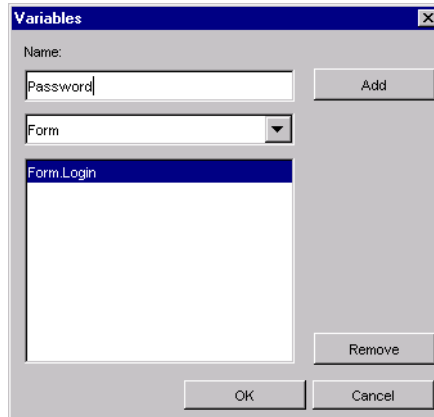 Variables
Name:
Password
Add
Form
Form.Login
Remove
OK
Cancel